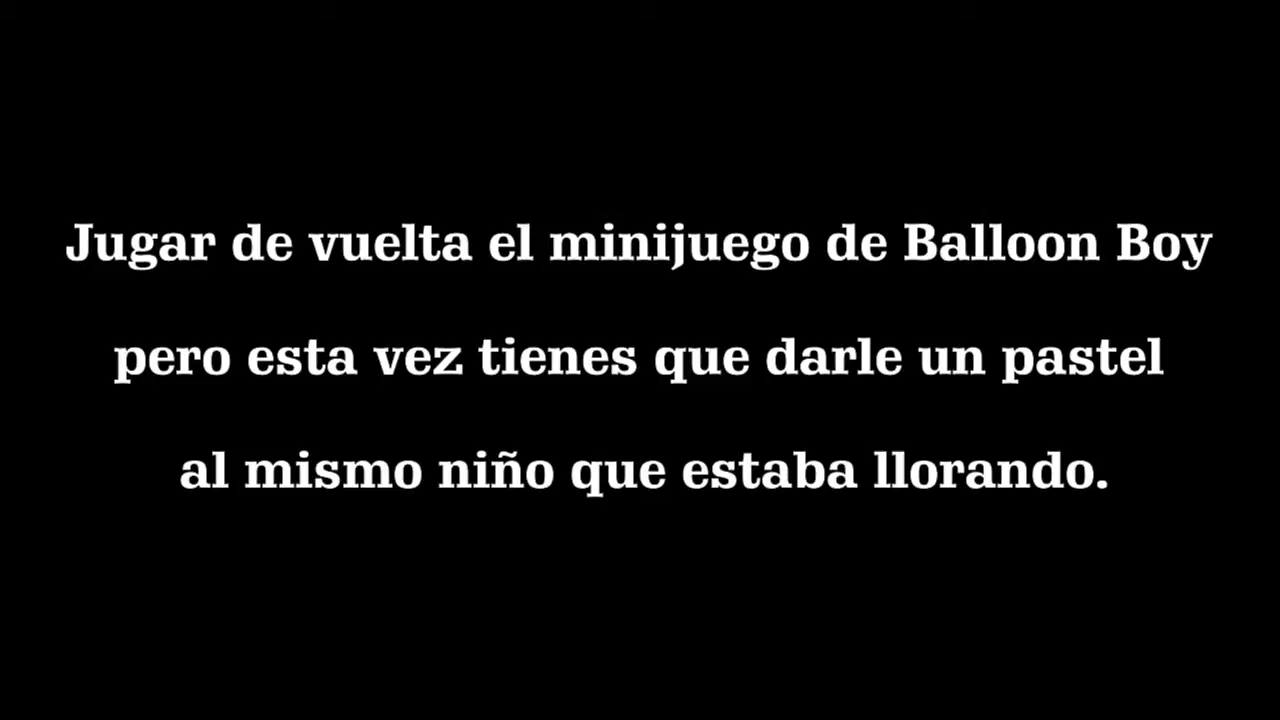 Jugar de vuelta el minijuego de Balloon Boy
pero esta vez tienes que darle un pastel
al mismo niño que estaba llorando.